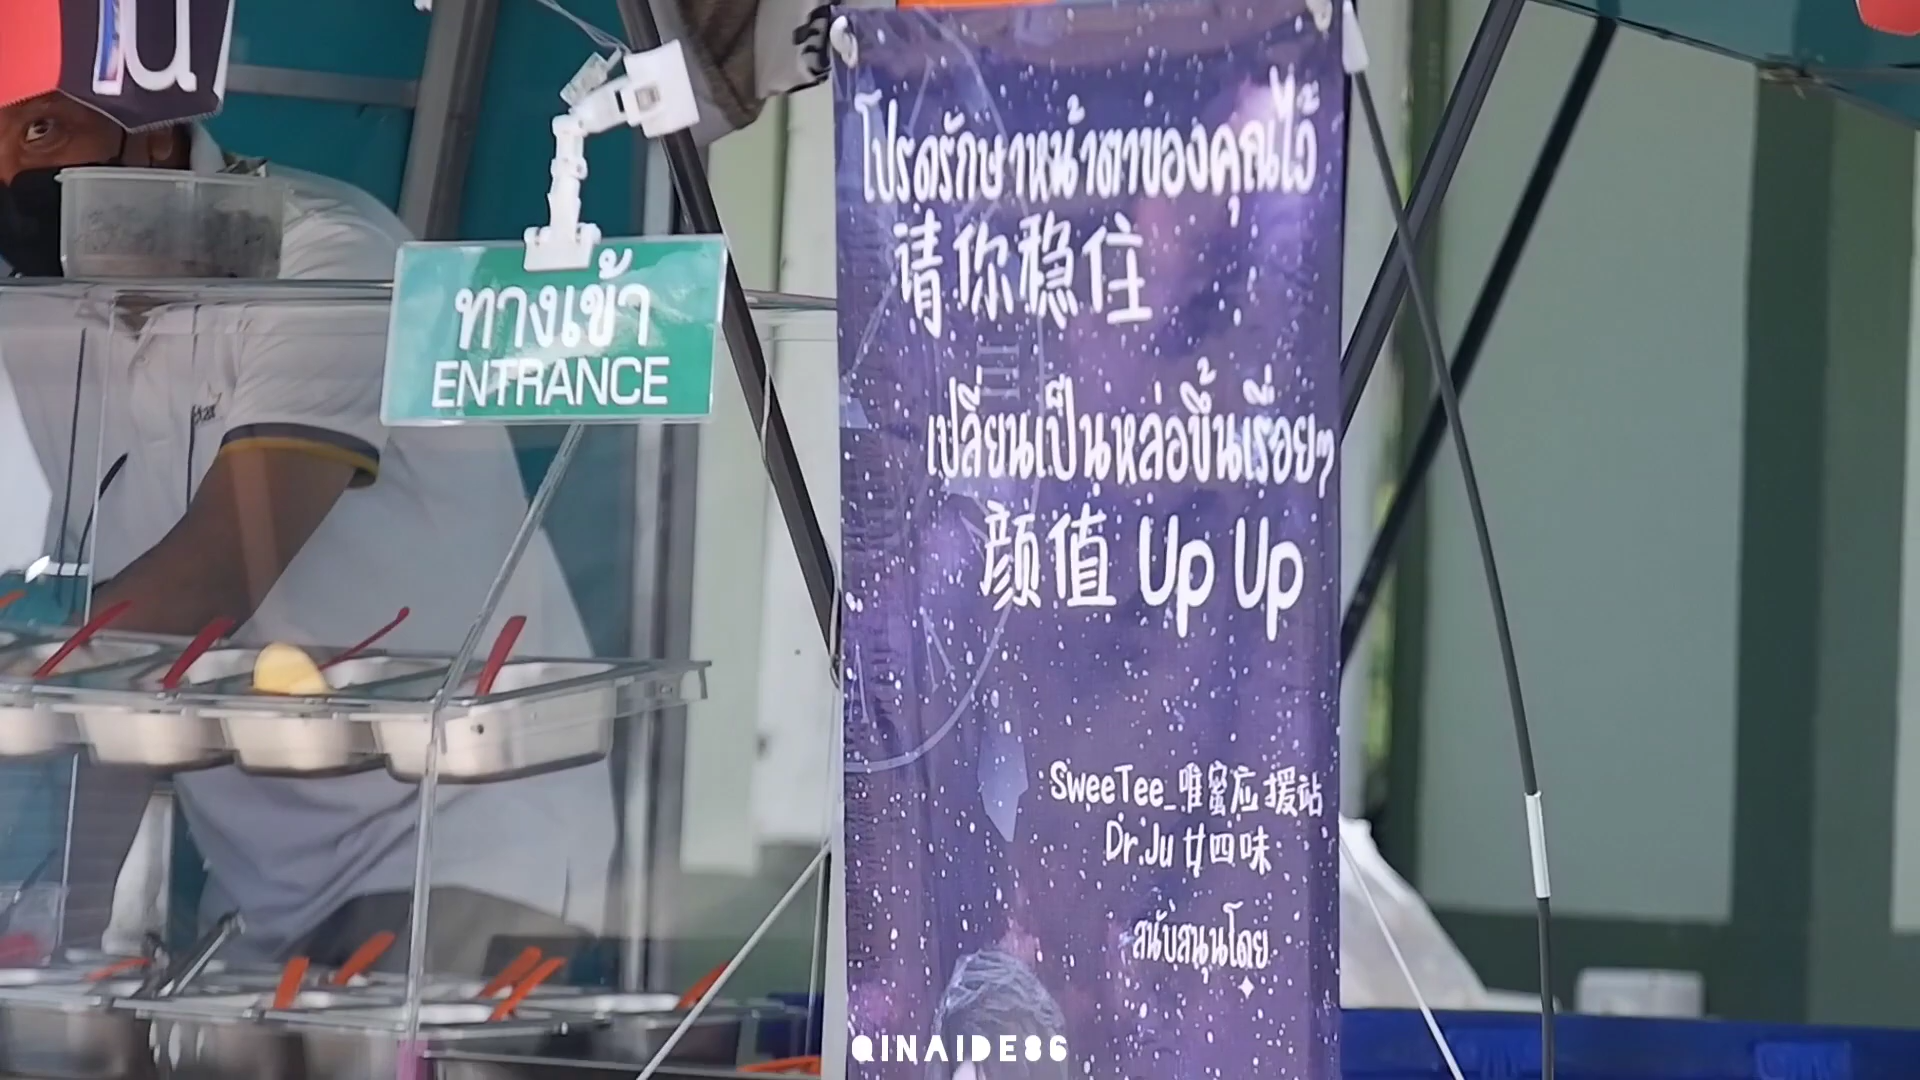 ทางเข้า
ENTRANCE
โปรดรักษาหน้าตาของคุณไว้
请你稳住
เปลี่ยนเป็นหล่อขึ้นเรื่อยๆ
颜值 Up Up
SweeTee_唯蜜应援站
Dr.Ju 廿四味
สนับสนุนโดย
QINAIDE86